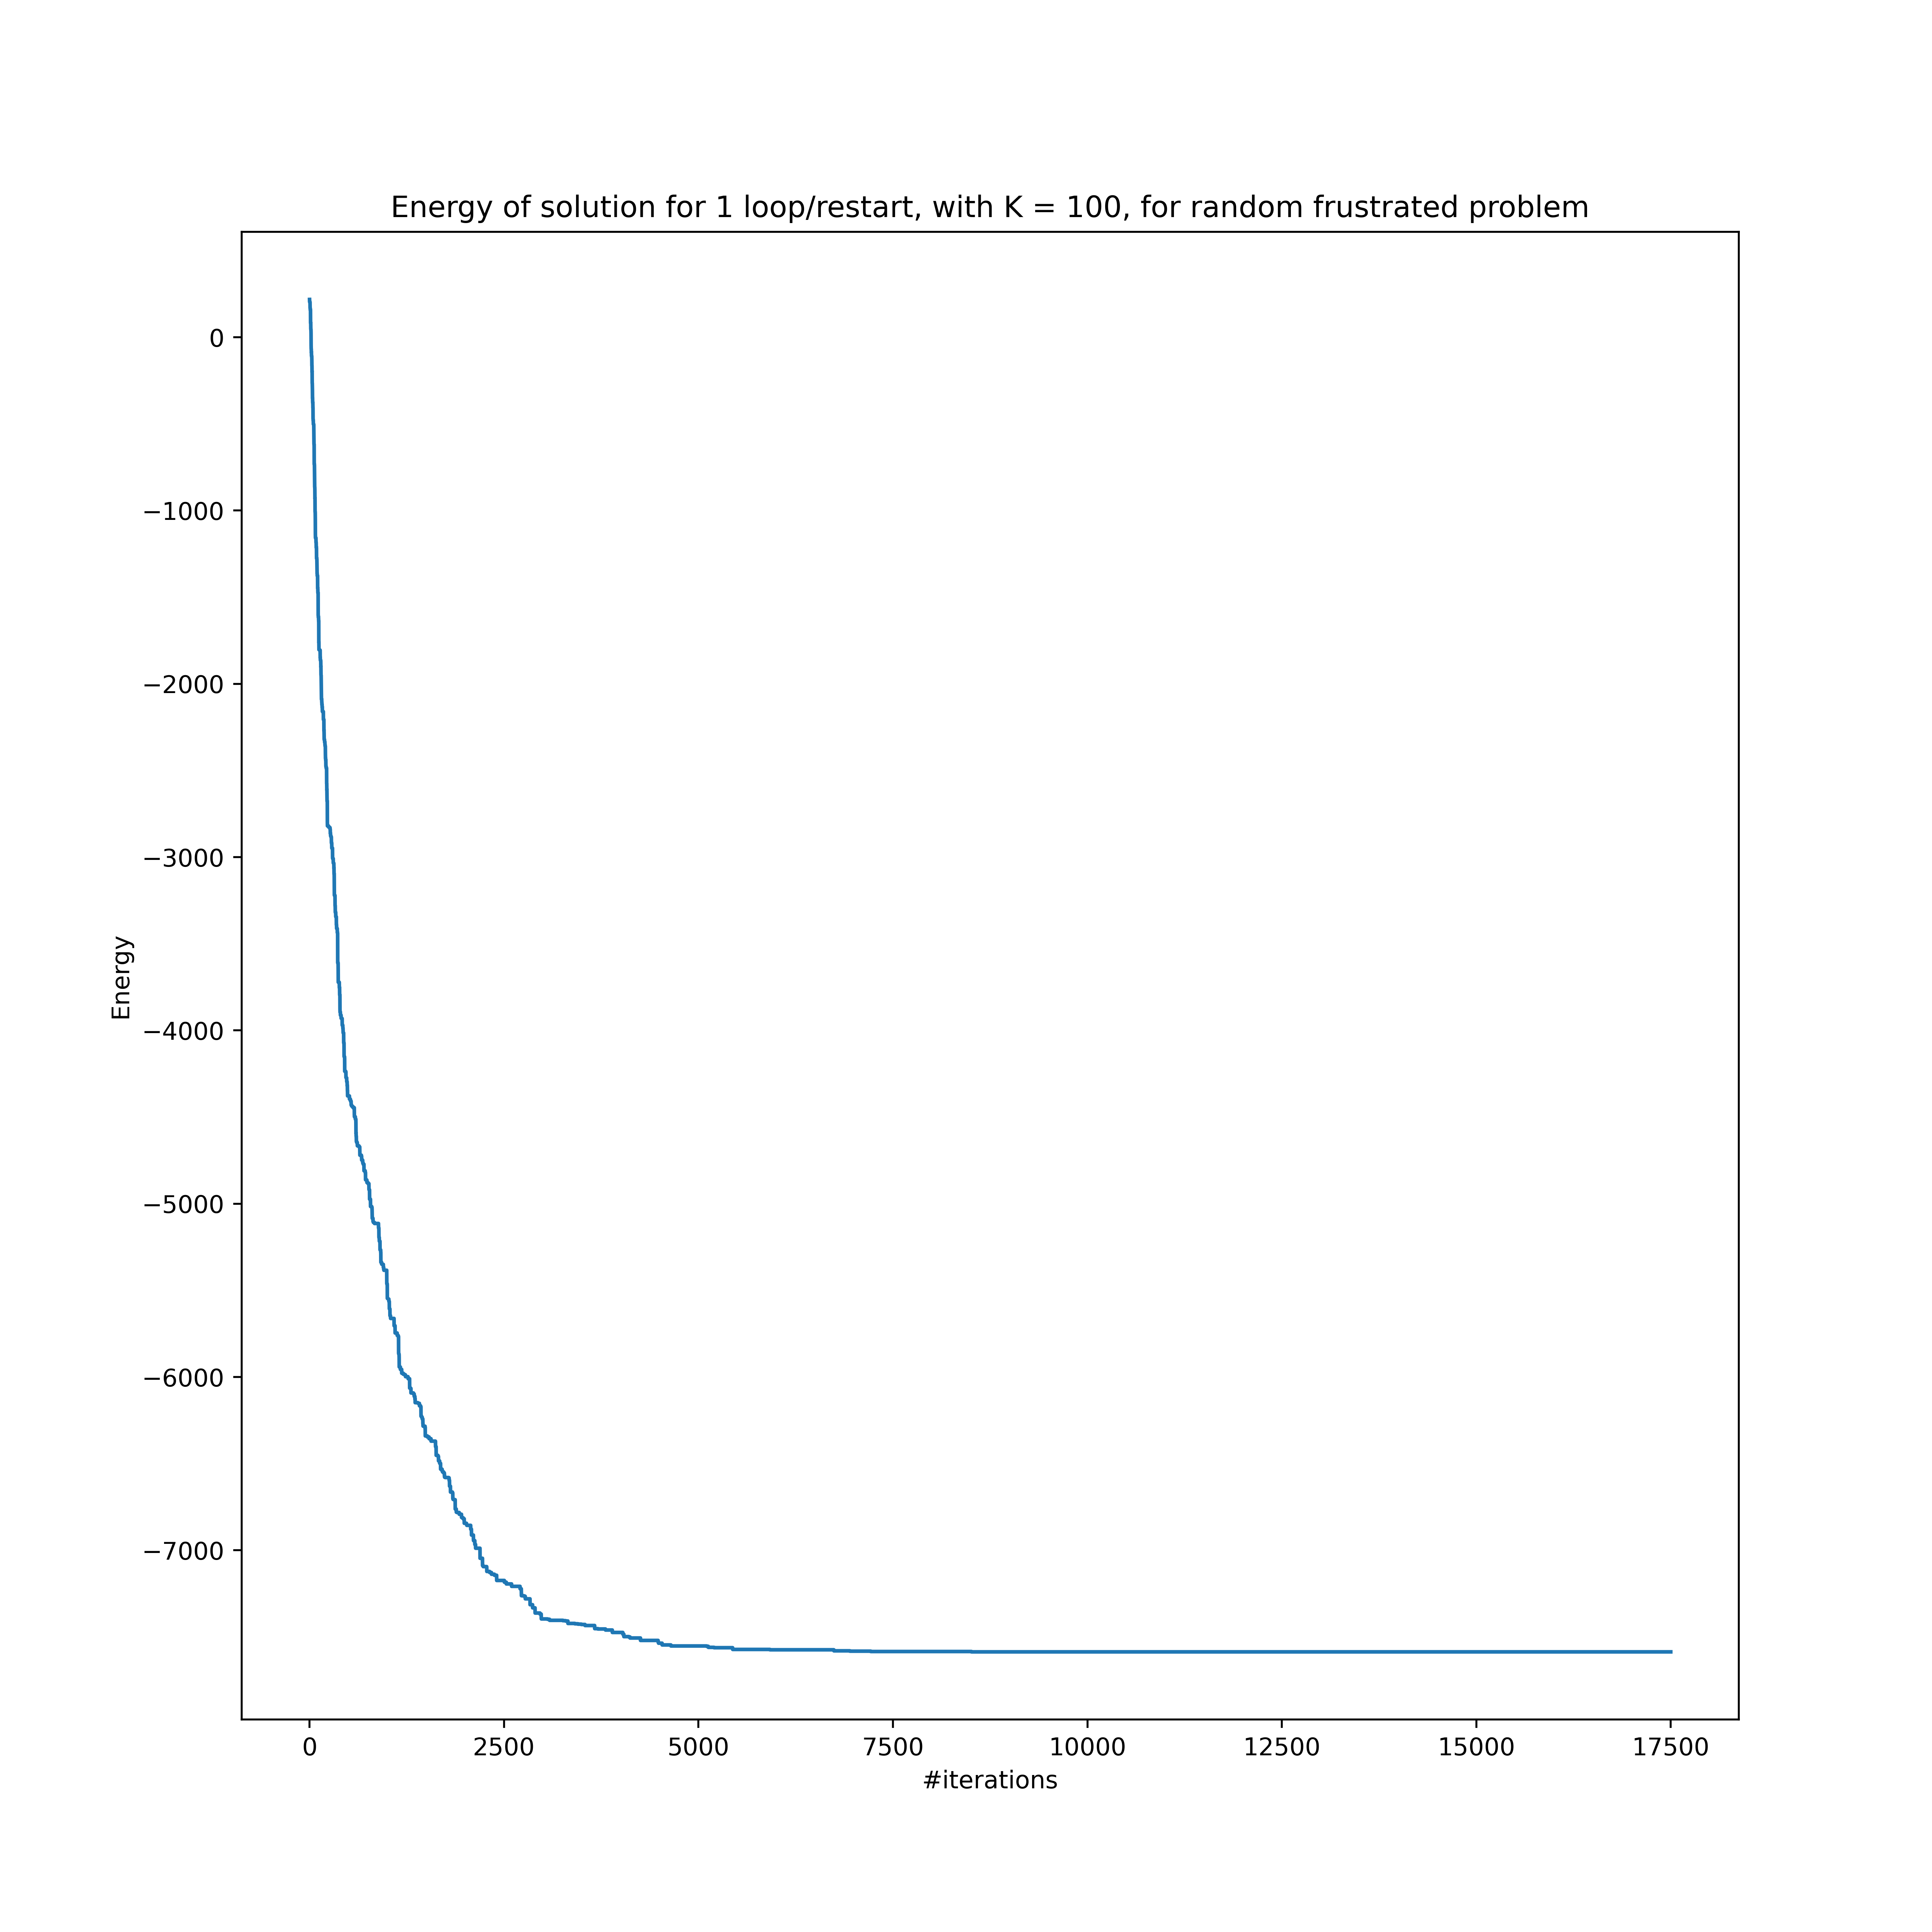 Energy of solution for 1 loop/restart, with K = 100, for random frustrated problem
0
−1000
−2000
−3000
−4000
−5000
−6000
−7000
Energy
0 2500 5000 7500 10000 12500 15000 17500
#iterations